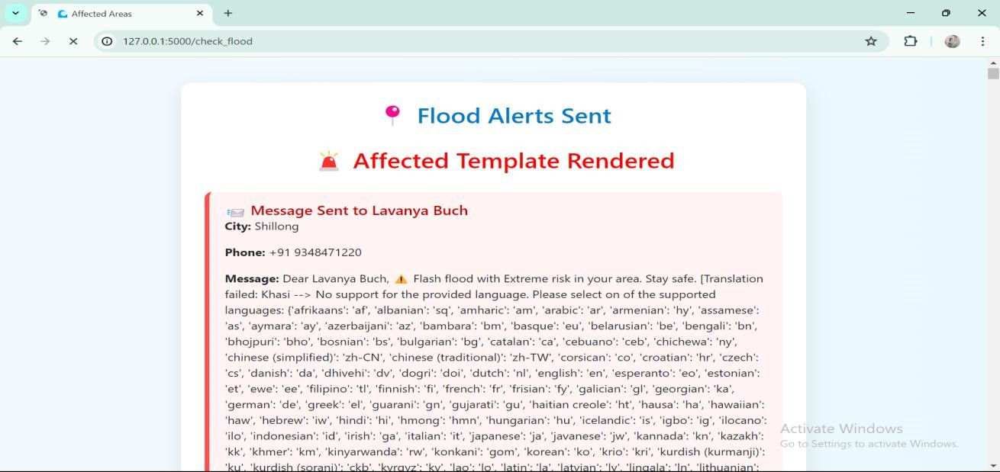 Affected Areas
127.0.0.1:5000/check_flood
Flood Alerts Sent
Affected Template Rendered
Message Sent to Lavanya Buch
City: Shillong
Phone: +91 9348471220
Message: Dear Lavanya Buch, ⚠️ Flash flood with Extreme risk in your area. Stay safe. [Translation
failed: Khasi --> No support for the provided language. Please select on of the supported
languages: {'afrikaans': 'af', 'albanian': 'sq', 'amharic': 'am', 'arabic': 'ar', 'armenian': 'hy', 'assamese':
'as', 'aymara': 'ay', 'azerbaijani': 'az', 'bambara': 'bm', 'basque': 'eu', 'belarusian': 'be', 'bengali': 'bn',
'bhojpuri': 'bho', 'bosnian': 'bs', 'bulgarian': 'bg', 'catalan': 'ca', 'cebuano': 'ceb', 'chichewa': 'ny',
'chinese (simplified)': 'zh-CN', 'chinese (traditional)': 'zh-TW', 'corsican': 'co', 'croatian': 'hr', 'czech':
'cs', 'danish': 'da', 'dhivehi': 'dv', 'dogri': 'doi', 'dutch': 'nl', 'english': 'en', 'esperanto': 'eo', 'estonian':
'et', 'ewe': 'ee', 'filipino': 'tl', 'finnish': 'fi', 'french': 'fr', 'frisian': 'fy', 'galician': 'gl', 'georgian': 'ka',
'german': 'de', 'greek': 'el', 'guarani': 'gn', 'gujarati': 'gu', 'haitian creole': 'ht', 'hausa': 'ha', 'hawaiian':
'haw', 'hebrew': 'iw', 'hindi': 'hi', 'hmong': 'hmn', 'hungarian': 'hu', 'icelandic': 'is', 'igbo': 'ig', 'ilocano':
'ilo', 'indonesian': 'id', 'irish': 'ga', 'italian': 'it', 'japanese': 'ja', 'javanese': 'jw', 'kannada': 'kn', 'kazakh':
'kk', 'khmer': 'km', 'kinyarwanda': 'rw', 'konkani': 'gom', 'korean': 'ko', 'krio': 'kri', 'kurdish (kurmanji)':
'ku', 'kurdish (sorani)': 'ckb', 'kyrgyz': 'ky', 'lao': 'lo', 'latin': 'la', 'latvian': 'lv', 'lingala': 'ln', 'lithuanian':
Activate Windows
Go to Settings to activate Windows.